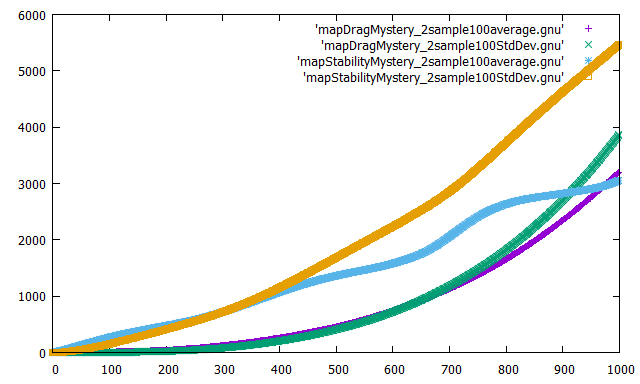 'mapDragMystery_2sample100average.gnu'
'mapDragMystery_2sample100StdDev.gnu'
'mapStabilityMystery_2sample100average.gnu'
'mapStabilityMystery_2sample100StdDev.gnu'
6000
5000
4000
3000
2000
1000
0
0 100 200 300 400 500 600 700 800 900 1000